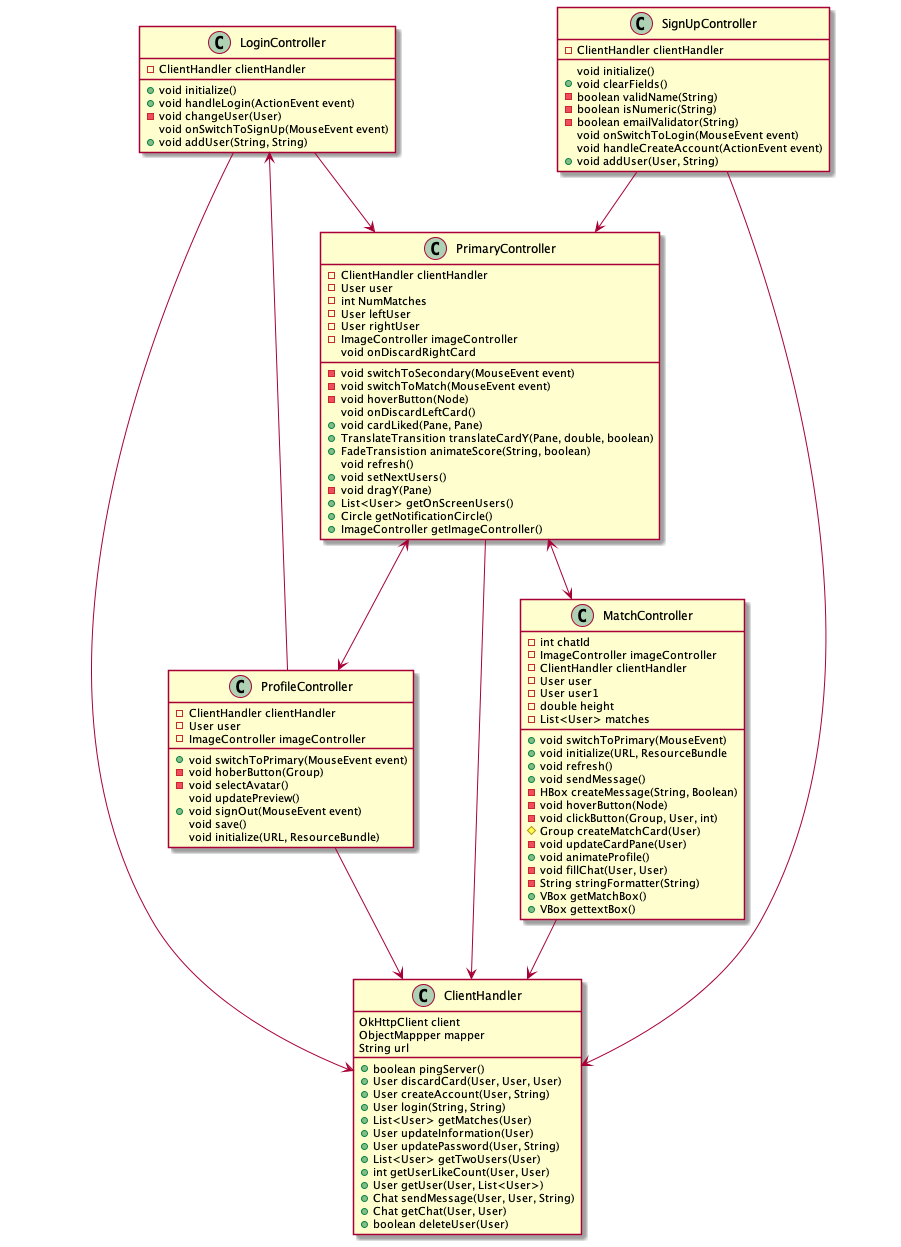 C LoginController
ClientHandler clientHandler
void initialize()
void handleLogin(ActionEvent event)
void changeUser(User)
void onSwitchToSignUp(MouseEvent event)
void addUser(String, String)
C SignUpController
ClientHandler clientHandler
void initialize()
void clearFields()
boolean validName(String)
boolean isNumeric(String)
boolean emailValidator(String)
void onSwitchToLogin(MouseEvent event)
void handleCreateAccount(ActionEvent event)
void addUser(User, String)
C PrimaryController
ClientHandler clientHandler
User user
int NumMatches
User leftUser
User rightUser
ImageController imageController
void onDiscardRightCard
void switchToSecondary(MouseEvent event)
void switchToMatch(MouseEvent event)
void hoverButton(Node)
void onDiscardLeftCard()
void cardLiked(Pane, Pane)
TranslateTransition translateCardY(Pane, double, boolean)
FadeTransistion animateScore(String, boolean)
void refresh()
void setNextUsers()
void dragY(Pane)
List<User> getOnScreenUsers()
Circle getNotificationCircle()
ImageController getImageController()
C MatchController
int chatId
ImageController imageController
ClientHandler clientHandler
User user
User user1
double height
List<User> matches
void switchToPrimary(MouseEvent)
void initialize(URL, ResourceBundle
void refresh()
void sendMessage()
HBox createMessage(String, Boolean)
void hoverButton(Node)
void clickButton(Group, User, int)
Group createMatchCard(User)
void updateCardPane(User)
void animateProfile()
void fillChat(User, User)
String stringFormatter(String)
VBox getMatchBox()
VBox gettextBox()
C ProfileController
ClientHandler clientHandler
User user
ImageController imageController
void switchToPrimary(MouseEvent event)
void hoberButton(Group)
void selectAvatar()
void updatePreview()
void signOut(MouseEvent event)
void save()
void initialize(URL, ResourceBundle)
C ClientHandler
OkHttpClient client
ObjectMappper mapper
String url
boolean pingServer()
User discardCard(User, User, User)
User createAccount(User, String)
User login(String, String)
List<User> getMatches(User)
User updateInformation(User)
User updatePassword(User, String)
List<User> getTwoUsers(User)
int getUserLikeCount(User, User)
User getUser(User, List<User>)
Chat sendMessage(User, User, String)
Chat getChat(User, User)
boolean deleteUser(User)